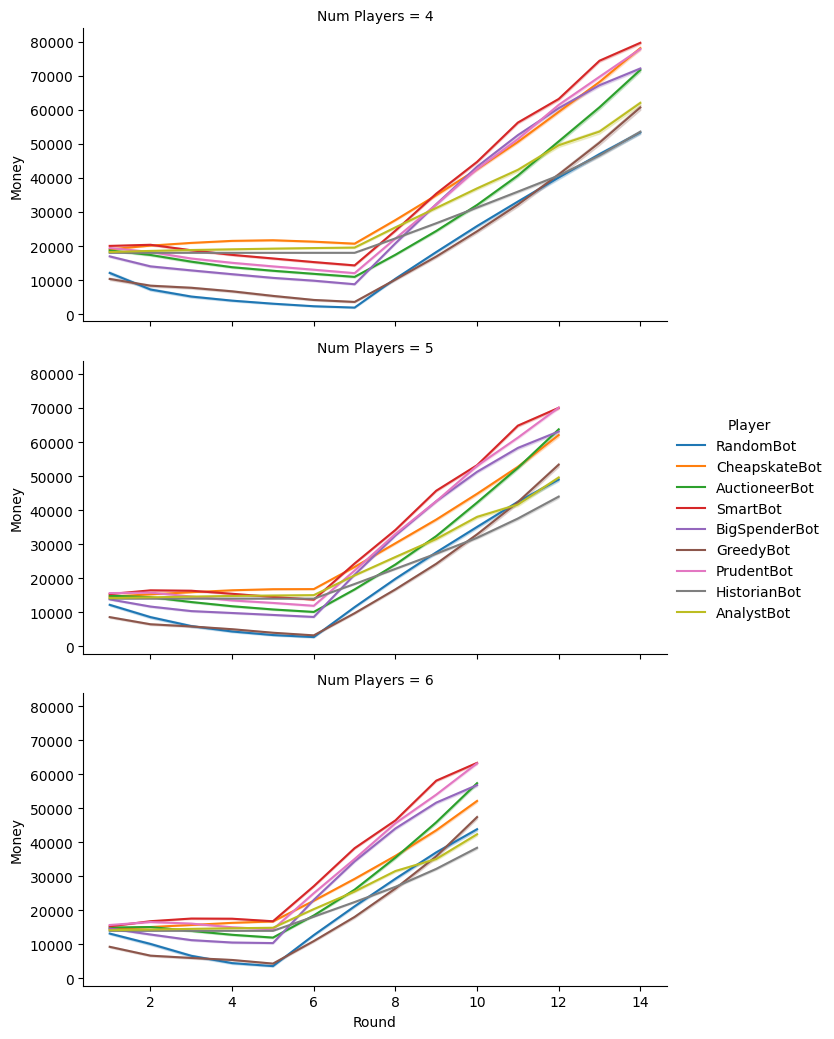 Num Players = 4
80000
70000
60000
50000
40000
30000
20000
10000
0
Money
Num Players = 5
80000
70000
60000
50000
40000
30000
20000
10000
0
Money
Player
RandomBot
CheapskateBot
AuctioneerBot
SmartBot
BigSpenderBot
GreedyBot
PrudentBot
HistorianBot
AnalystBot
Num Players = 6
80000
70000
60000
50000
40000
30000
20000
10000
0
Money
2 4 6 8 10 12 14
Round